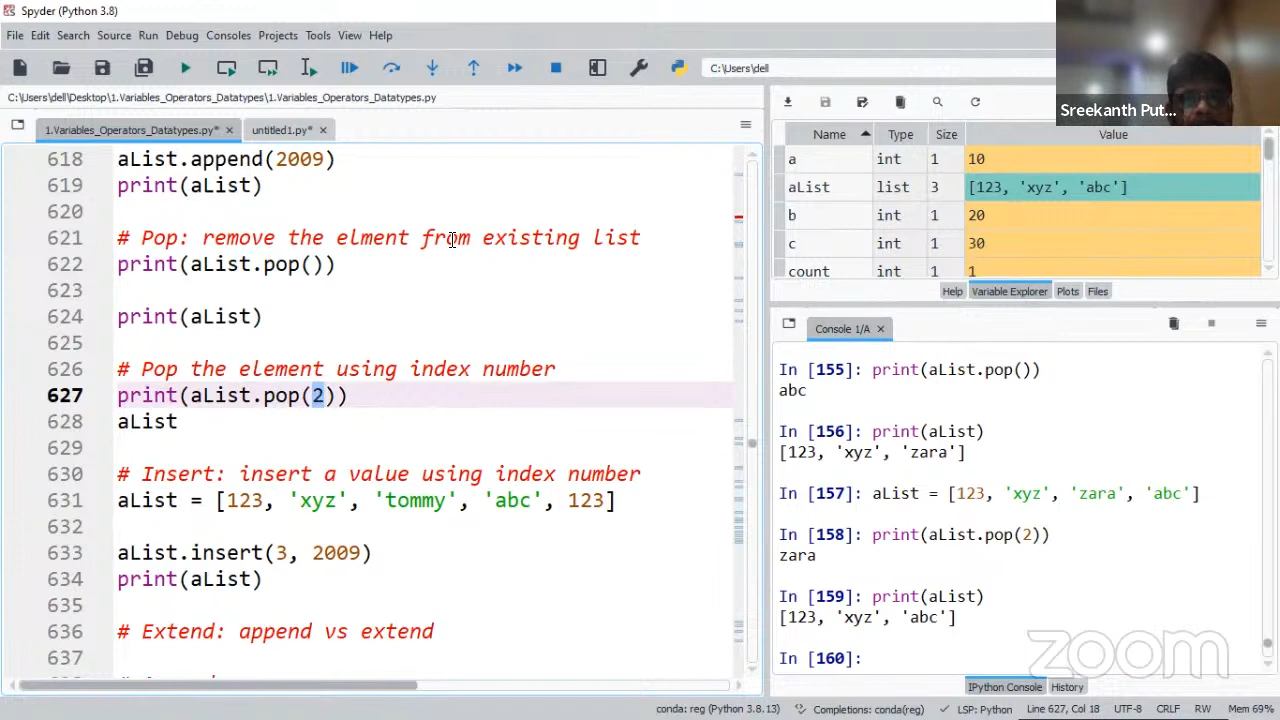 Spyder (Python 3.8)
File Edit Search Source Run Debug Consoles Projects Tools View Help
C:\Users\dell
Sreekanth Put...
C:\Users\dell\Desktop\1.Variables_Operators_Datatypes\1.Variables_Operators_Datatypes.py
1.Variables_Operators_Datatypes.py*
untitled1.py*
618 aList.append(2009)
619 print(aList)
620
621 # Pop: remove the elment from existing list
622 print(aList.pop())
623
624 print(aList)
625
626 # Pop the element using index number
627 print(aList.pop(2))
628 aList
629
630 # Insert: insert a value using index number
631 aList = [123, 'xyz', 'tommy', 'abc', 123]
632
633 aList.insert(3, 2009)
634 print(aList)
635
636 # Extend: append vs extend
637
Name Type Size Value
a int 1 10
aList list 3 [123, 'xyz', 'abc']
b int 1 20
c int 1 30
count int 1 1
Help Variable Explorer Plots Files
Console 1/A
In [155]: print(aList.pop())
abc
In [156]: print(aList)
[123, 'xyz', 'zara']
In [157]: aList = [123, 'xyz', 'zara', 'abc']
In [158]: print(aList.pop(2))
zara
In [159]: print(aList)
[123, 'xyz', 'abc']
In [160]:
zoom
IPython Console History
conda: reg (Python 3.8.13) Completions: conda(reg) LSP: Python Line 627, Col 18 UTF-8 CRLF RW Mem 69%